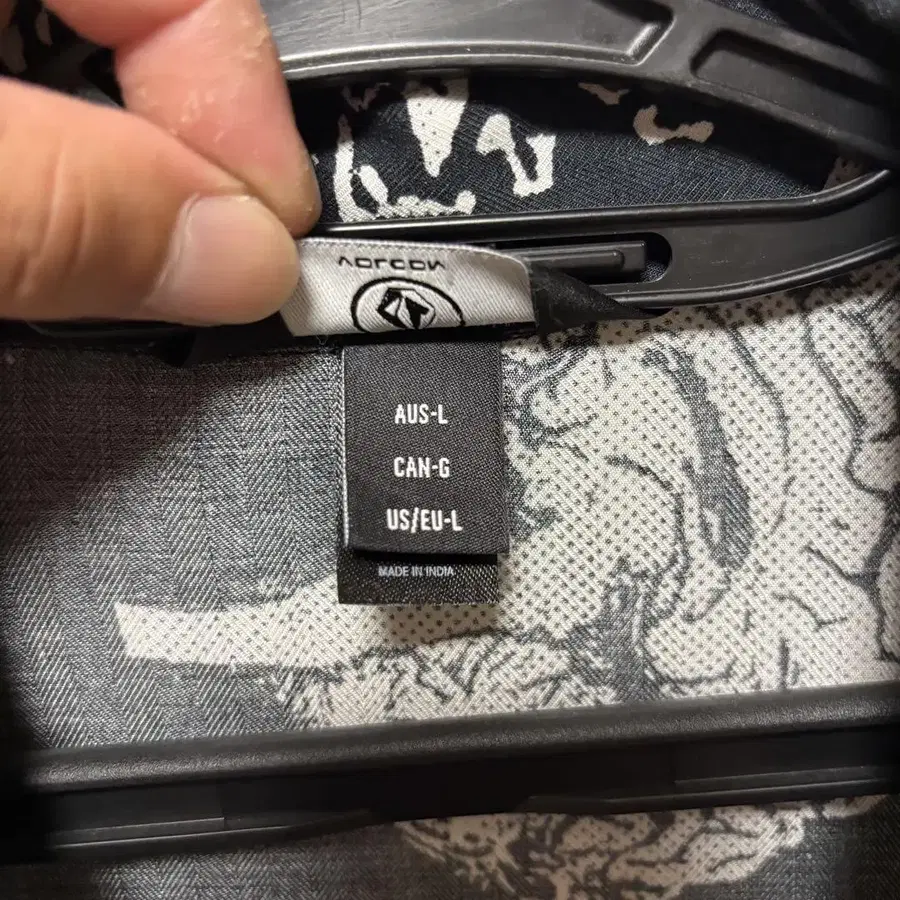 VOLCOM
AUS-L
CAN-G
US/EU-L
MADE IN INDIA